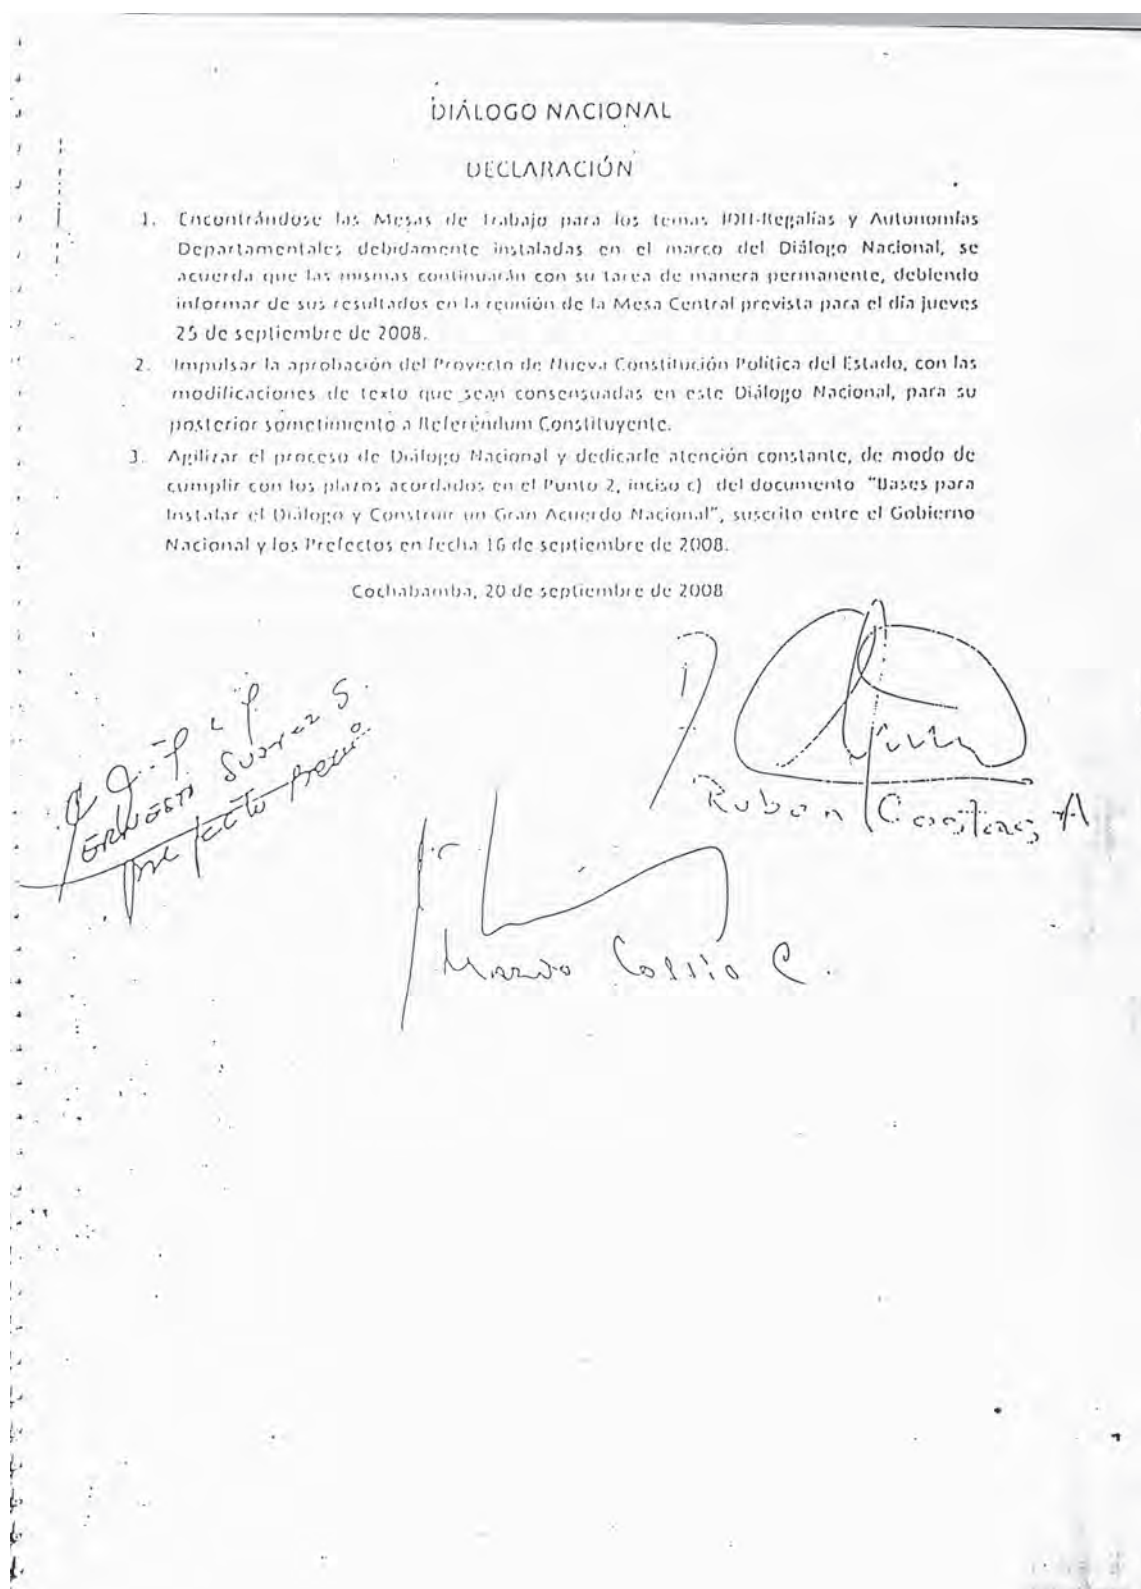 DIÁLOGO NACIONAL
DECLARACIÓN
1. Encontrándose las Mesas de Trabajo para los temas IDH-Regalías y Autonomías
Departamentales debidamente instaladas en el marco del Diálogo Nacional, se
acuerda que las mismas continuarán con su tarea de manera permanente, debiendo
informar de sus resultados en la reunión de la Mesa Central prevista para el día jueves
25 de septiembre de 2008.
2. Impulsar la aprobación del Proyecto de Nueva Constitución Política del Estado, con las
modificaciones de texto que sean consensuadas en este Diálogo Nacional, para su
posterior sometimiento a Referéndum Constituyente.
3. Agilizar el proceso de Diálogo Nacional y dedicarle atención constante, de modo de
cumplir con los plazos acordados en el Punto 2, inciso c) del documento "Bases para
Instalar el Diálogo y Construir un Gran Acuerdo Nacional", suscrito entre el Gobierno
Nacional y los Prefectos en fecha 16 de septiembre de 2008.
Cochabamba, 20 de septiembre de 2008
Ruben Costas A
ERNESTO Suarez S.
prefecto Beni
Mario Cossio C.